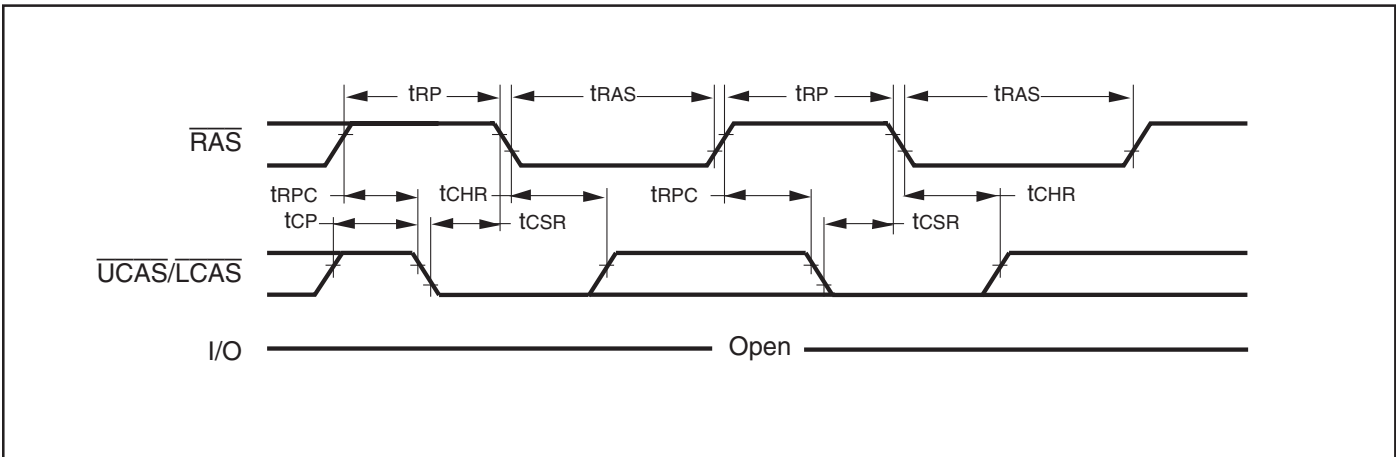 tRP tRAS tRP tRAS
RAS
tRPC tCHR tRPC tCHR
tCP tCSR tCSR
UCAS/LCAS
I/O Open